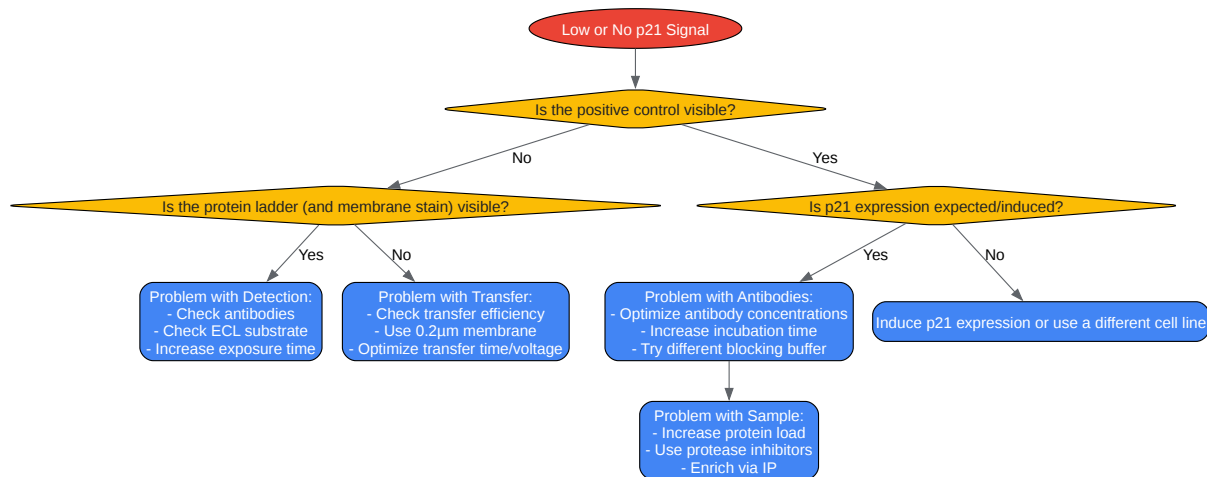 Low or No p21 Signal
Is the positive control visible?
No
Yes
Is the protein ladder (and membrane stain) visible?
Is p21 expression expected/induced?
Yes
No
Yes
No
Problem with Detection:
- Check antibodies
- Check ECL substrate
- Increase exposure time
Problem with Transfer:
- Check transfer efficiency
- Use 0.2µm membrane
- Optimize transfer time/voltage
Problem with Antibodies:
- Optimize antibody concentrations
- Increase incubation time
- Try different blocking buffer
Induce p21 expression or use a different cell line
Problem with Sample:
- Increase protein load
- Use protease inhibitors
- Enrich via IP